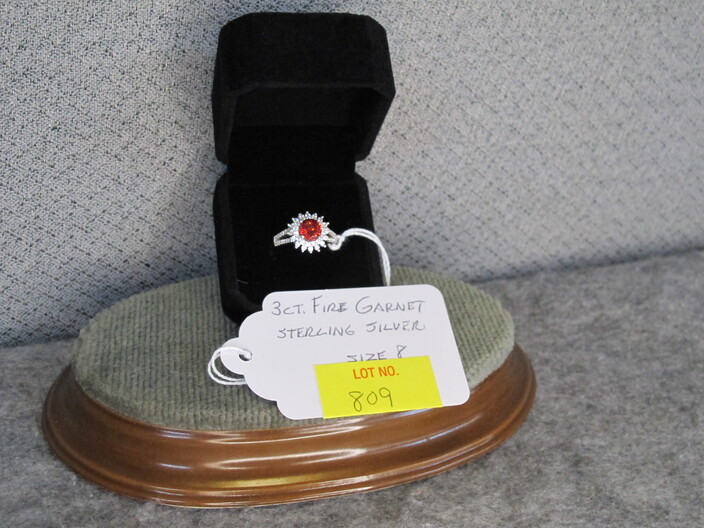 3CT. FIRE GARNET
STERLING SILVER
SIZE 8
LOT NO.
809